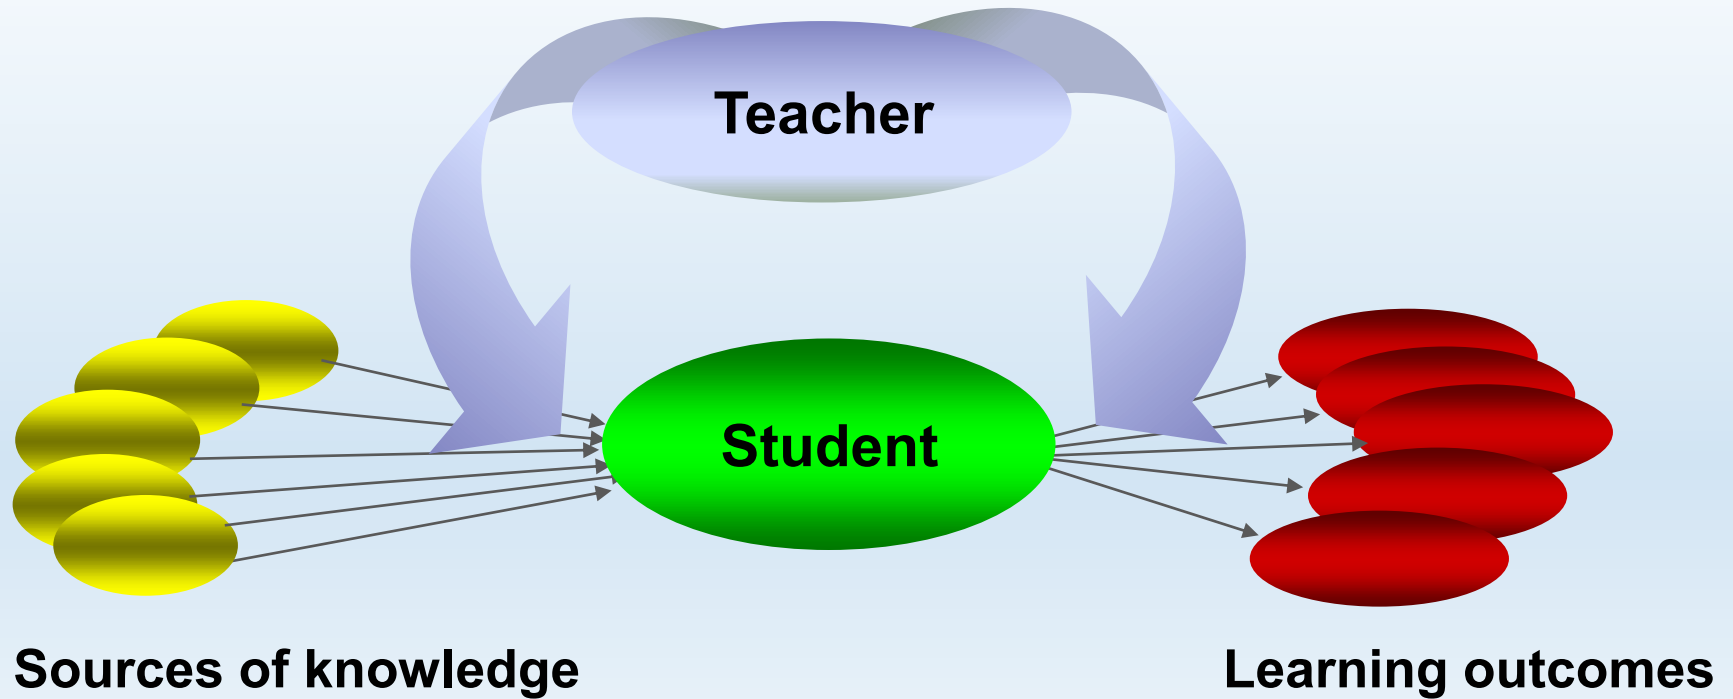 Teacher
Student
Sources of knowledge
Learning outcomes